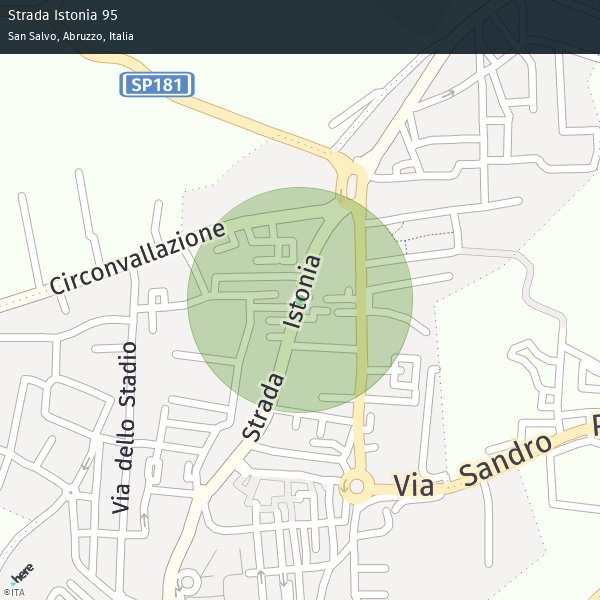 Strada Istonia 95
San Salvo, Abruzzo, Italia
SP181
Circonvallazione
Strada Istonia
Via dello Stadio
Via Sandro P
here
©ITA